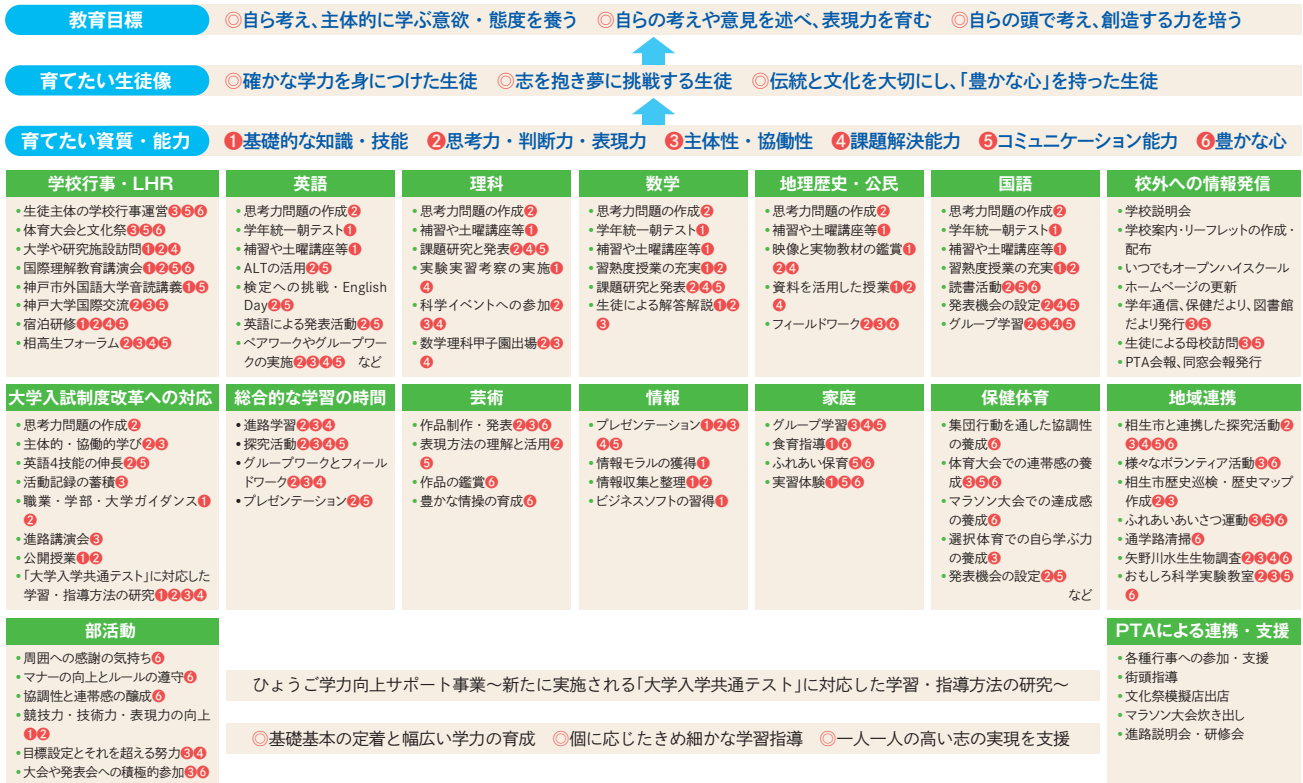 教育目標
◎自ら考え、主体的に学ぶ意欲・態度を養う　◎自らの考えや意見を述べ、表現力を育む　◎自らの頭で考え、創造する力を培う
育てたい生徒像
◎確かな学力を身につけた生徒　◎志を抱き夢に挑戦する生徒　◎伝統と文化を大切にし、「豊かな心」を持った生徒
育てたい資質・能力
❶基礎的な知識・技能　❷思考力・判断力・表現力　❸主体性・協働性　❹課題解決能力　❺コミュニケーション能力　❻豊かな心
学校行事・LHR
•生徒主体の学校行事運営❸❺❻
•体育大会と文化祭❸❺❻
•大学や研究施設訪問❶❷❹
•国際理解教育講演会❶❷❺❻
•神戸市外国語大学音読講義❶❺
•神戸大学国際交流❷❸❺
•宿泊研修❶❷❹❺
•相高生フォーラム❷❸❹❺
英語
•思考力問題の作成❷
•学年統一朝テスト❶
•補習や土曜講座等❶
•ALTの活用❷❺
•検定への挑戦・English
Day❷❺
•英語による発表活動❷❺
•ペアワークやグループワー
クの実施❷❸❹❺　など
理科
•思考力問題の作成❷
•補習や土曜講座等❶
•課題研究と発表❷❹❺
•実験実習考察の実施❶
❹
•科学イベントへの参加❷
❸❹
•数学理科甲子園出場❷❸
❹
数学
•思考力問題の作成❷
•学年統一朝テスト❶
•補習や土曜講座等❶
•習熟度授業の充実❶❷
•課題研究と発表❷❹❺
•生徒による解答解説❶❷
❸
地理歴史・公民
•思考力問題の作成❷
•補習や土曜講座等❶
•映像と実物教材の鑑賞❶
❷❹
•資料を活用した授業❶❷
❹
•フィールドワーク❷❸❻
国語
•思考力問題の作成❷
•学年統一朝テスト❶
•補習や土曜講座等❶
•習熟度授業の充実❶❷
•読書活動❷❺❻
•発表機会の設定❷❹❺
•グループ学習❷❸❹❺
校外への情報発信
•学校説明会
•学校案内・リーフレットの作成・
配布
•いつでもオープンハイスクール
•ホームページの更新
•学年通信、保健だより、図書館
だより発行❸❺
•生徒による母校訪問❸❺
•PTA会報、同窓会報発行
大学入試制度改革への対応
•思考力問題の作成❷
•主体的・協働的学び❷❸
•英語4技能の伸長❷❺
•活動記録の蓄積❸
•職業・学部・大学ガイダンス❶
❷
•進路講演会❸
•公開授業❶❷
•「大学入学共通テスト」に対応した
学習・指導方法の研究❶❷❸❹
総合的な学習の時間
•進路学習❷❸❹
•探究活動❷❸❹❺
•グループワークとフィール
ドワーク❷❸❹
•プレゼンテーション❷❺
芸術
•作品制作・発表❷❸❻
•表現方法の理解と活用❷
❺
•作品の鑑賞❻
•豊かな情操の育成❻
情報
•プレゼンテーション❶❷❸
❹❺
•情報モラルの獲得❶
•情報収集と整理❶❷
•ビジネスソフトの習得❶
家庭
•グループ学習❸❹❺
•食育指導❶❻
•ふれあい保育❺❻
•実習体験❶❺❻
保健体育
•集団行動を通した協調性
の養成❻
•体育大会での連帯感の養
成❸❺❻
•マラソン大会での達成感
の養成❻
•選択体育での自ら学ぶ力
の養成❸
•発表機会の設定❷❺
など
地域連携
•相生市と連携した探究活動❷
❸❹❺❻
•様々なボランティア活動❸❻
•相生市歴史巡検・歴史マップ
作成❷❸
•ふれあいあいさつ運動❸❺❻
•通学路清掃❻
•矢野川水生生物調査❷❸❹❻
•おもしろ科学実験教室❷❸❺
❻
部活動
•周囲への感謝の気持ち❻
•マナーの向上とルールの遵守❻
•協調性と連帯感の醸成❻
•競技力・技術力・表現力の向上
❶❷
•目標設定とそれを超える努力❸❹
•大会や発表会への積極的参加❸❻
ひょうご学力向上サポート事業～新たに実施される「大学入学共通テスト」に対応した学習・指導方法の研究～
◎基礎基本の定着と幅広い学力の育成　◎個に応じたきめ細かな学習指導　◎一人一人の高い志の実現を支援
PTAによる連携・支援
•各種行事への参加・支援
•街頭指導
•文化祭模擬店出店
•マラソン大会炊き出し
•進路説明会・研修会